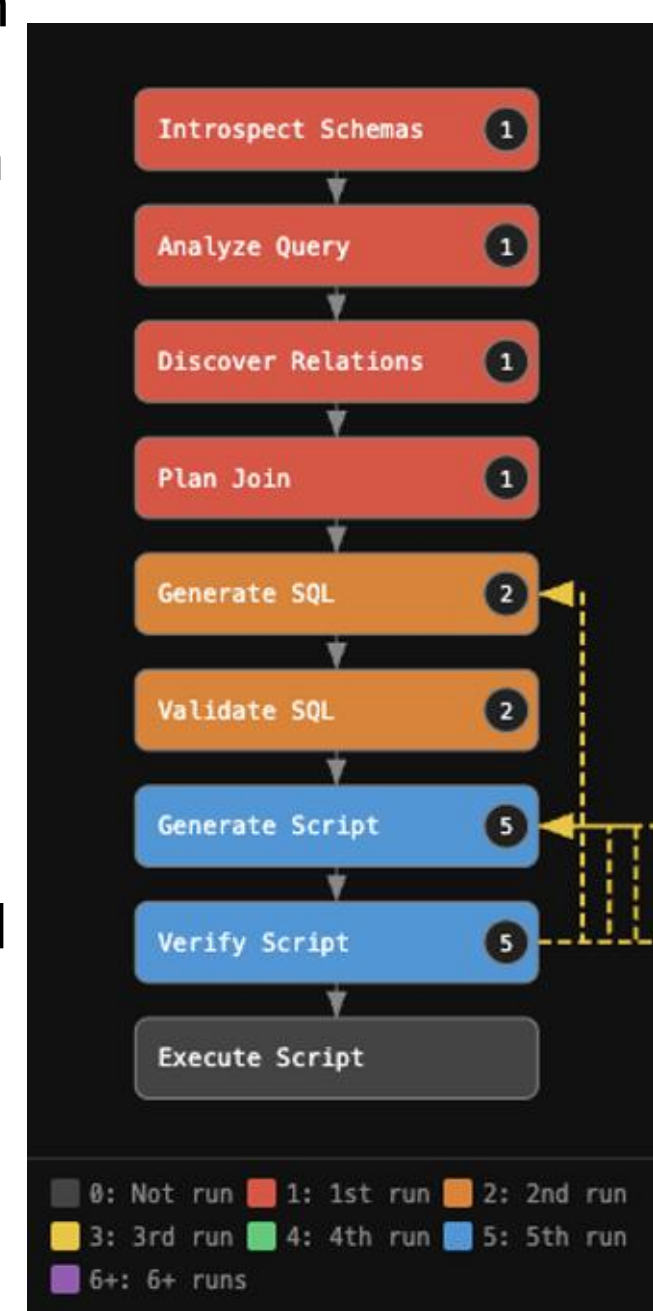 Introspect Schemas 1
Analyze Query 1
Discover Relations 1
Plan Join 1
Generate SQL 2
Validate SQL 2
Generate Script 5
Verify Script 5
Execute Script
0: Not run 1: 1st run 2: 2nd run
3: 3rd run 4: 4th run 5: 5th run
6+: 6+ runs